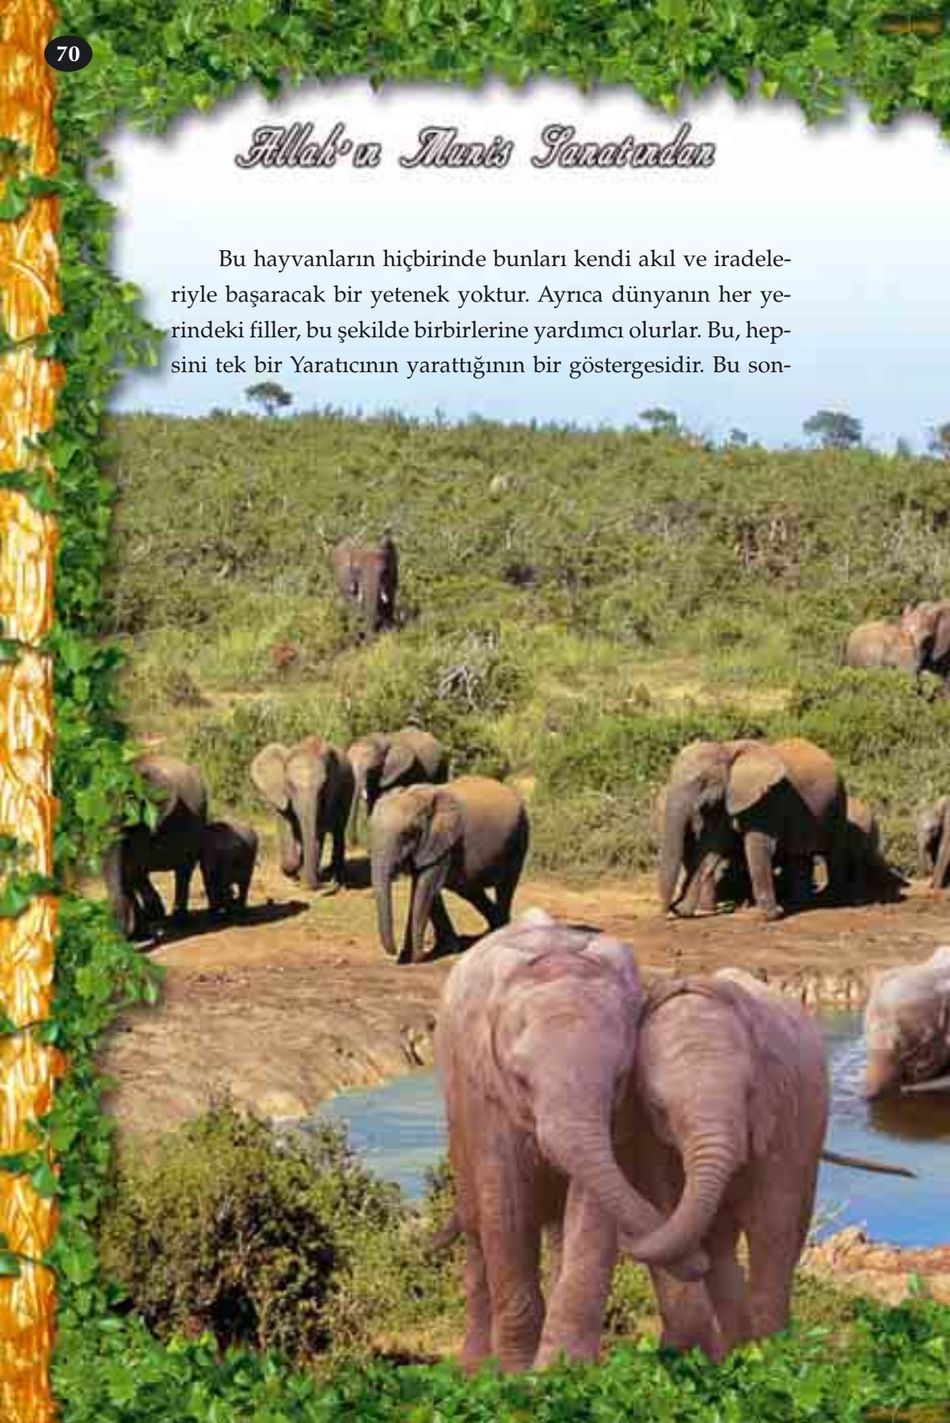 70
Allah'ın Munis Sanatından
Bu hayvanların hiçbirinde bunları kendi akıl ve iradele-
riyle başaracak bir yetenek yoktur. Ayrıca dünyanın her ye-
rindeki filler, bu şekilde birbirlerine yardımcı olurlar. Bu, hep-
sini tek bir Yaratıcının yarattığının bir göstergesidir. Bu son-